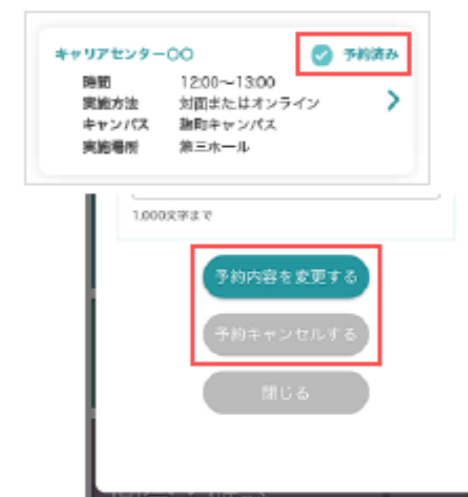 キャリアセンター〇〇 予約済み
時間 12:00～13:00
実施方法 対面またはオンライン
キャンパス 麹町キャンパス
実施場所 第三ホール
1,000文字まで
予約内容を変更する
予約キャンセルする
閉じる